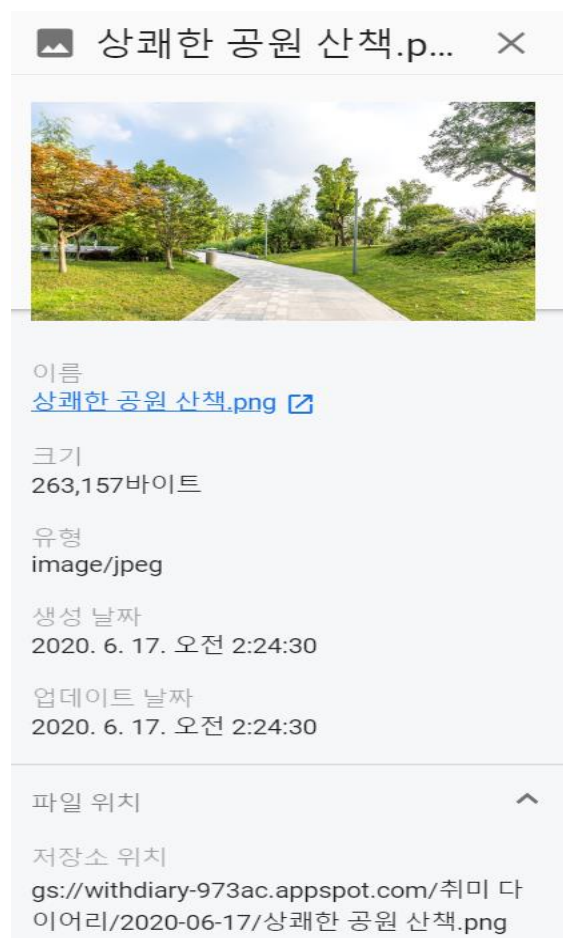 상쾌한 공원 산책.p...
이름
상쾌한 공원 산책.png
크기
263,157바이트
유형
image/jpeg
생성 날짜
2020. 6. 17. 오전 2:24:30
업데이트 날짜
2020. 6. 17. 오전 2:24:30
파일 위치
저장소 위치
gs://withdiary-973ac.appspot.com/취미 다
이어리/2020-06-17/상쾌한 공원 산책.png